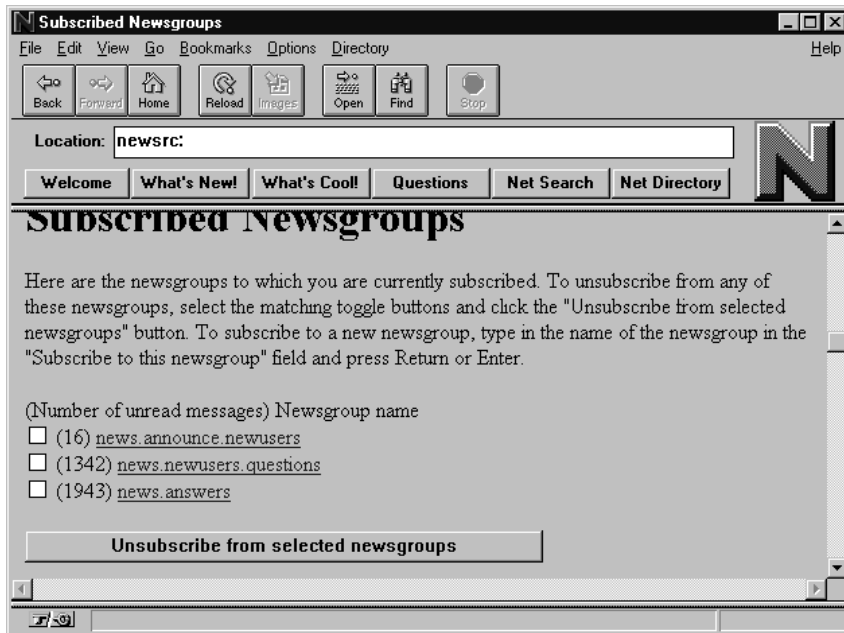 N Subscribed Newsgroups
File Edit View Go Bookmarks Options Directory Help
Back Forward Home Reload Images Open Find Stop
Location: newsrc:
N
Welcome What's New! What's Cool! Questions Net Search Net Directory
Subscribed Newsgroups
Here are the newsgroups to which you are currently subscribed. To unsubscribe from any of
these newsgroups, select the matching toggle buttons and click the "Unsubscribe from selected
newsgroups" button. To subscribe to a new newsgroup, type in the name of the newsgroup in the
"Subscribe to this newsgroup" field and press Return or Enter.
(Number of unread messages) Newsgroup name
(16) news.announce.newusers
(1342) news.newusers.questions
(1943) news.answers
Unsubscribe from selected newsgroups